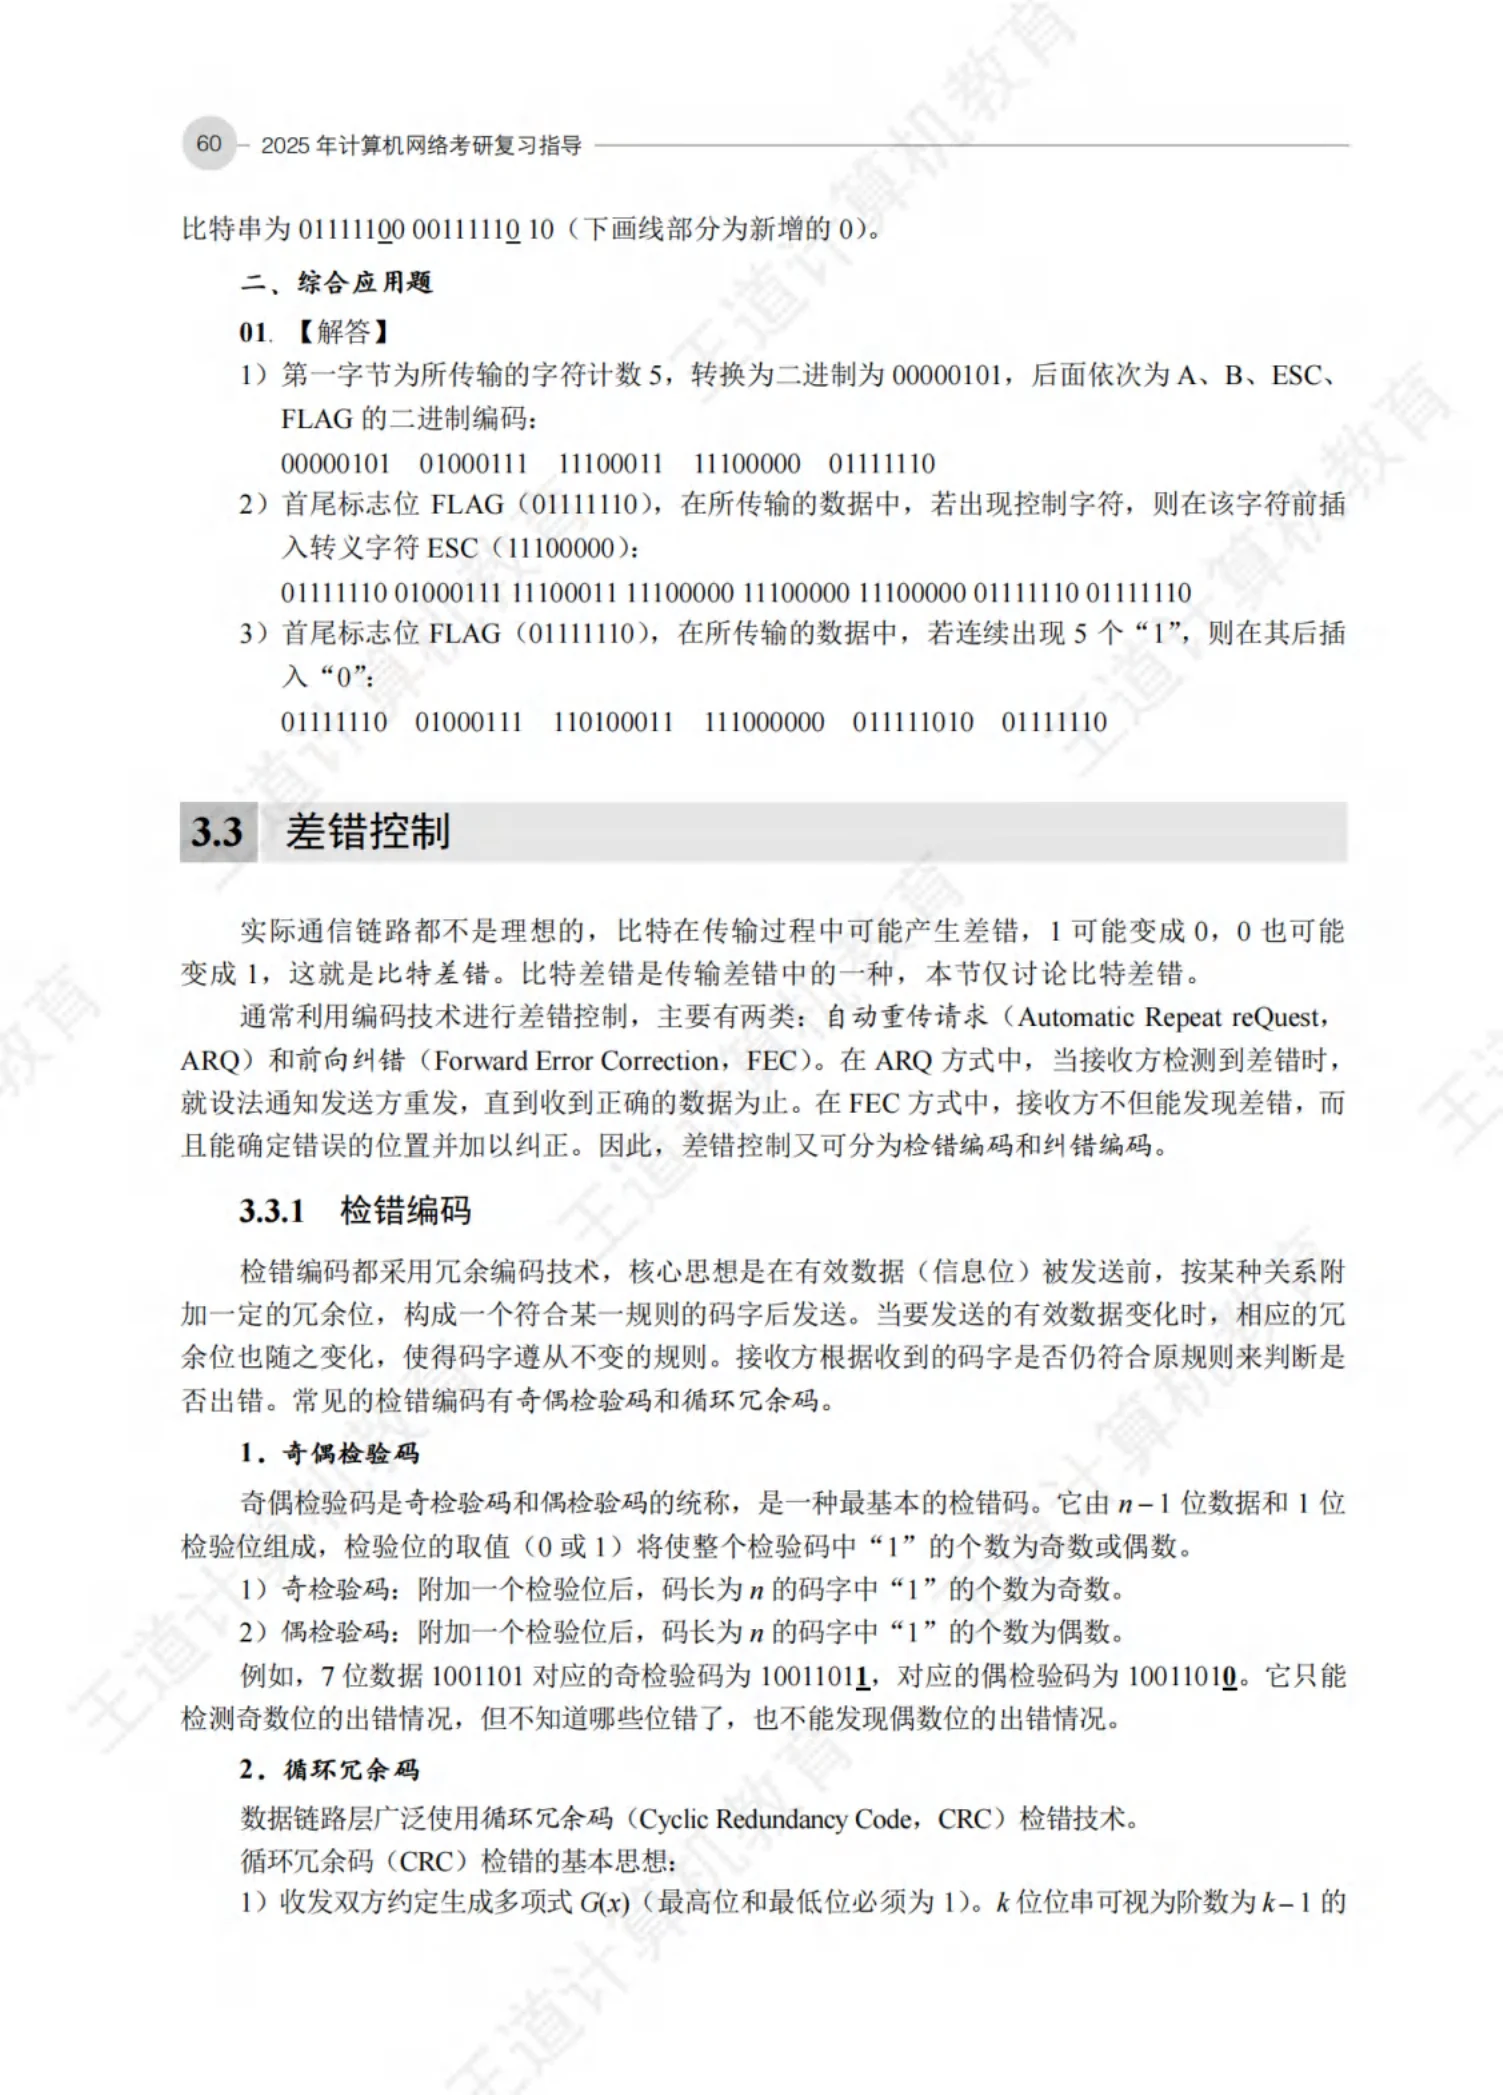 60 2025 年计算机网络考研复习指导
比特串为 0111110000111110 10（下画线部分为新增的 0）。
二、综合应用题
01. 【解答】
1）第一字节为所传输的字符计数 5，转换为二进制为 00000101，后面依次为 A、B、ESC、
FLAG 的二进制编码：
00000101 01000111 11100011 11100000 01111110
2）首尾标志位 FLAG（01111110），在所传输的数据中，若出现控制字符，则在该字符前插
入转义字符 ESC（11100000）：
01111110 01000111 11100011 11100000 11100000 11100000 01111110 01111110
3）首尾标志位 FLAG（01111110），在所传输的数据中，若连续出现 5 个“1”，则在其后插
入“0”：
01111110 01000111 110100011 111000000 011111010 01111110
3.3 差错控制
实际通信链路都不是理想的，比特在传输过程中可能产生差错，1 可能变成 0，0 也可能
变成 1，这就是比特差错。比特差错是传输差错中的一种，本节仅讨论比特差错。
通常利用编码技术进行差错控制，主要有两类：自动重传请求（Automatic Repeat reQuest，
ARQ）和前向纠错（Forward Error Correction，FEC）。在 ARQ 方式中，当接收方检测到差错时，
就设法通知发送方重发，直到收到正确的数据为止。在 FEC 方式中，接收方不但能发现差错，而
且能确定错误的位置并加以纠正。因此，差错控制又可分为检错编码和纠错编码。
3.3.1 检错编码
检错编码都采用冗余编码技术，核心思想是在有效数据（信息位）被发送前，按某种关系附
加一定的冗余位，构成一个符合某一规则的码字后发送。当要发送的有效数据变化时，相应的冗
余位也随之变化，使得码字遵从不变的规则。接收方根据收到的码字是否仍符合原规则来判断是
否出错。常见的检错编码有奇偶检验码和循环冗余码。
1．奇偶检验码
奇偶检验码是奇检验码和偶检验码的统称，是一种最基本的检错码。它由 n – 1 位数据和 1 位
检验位组成，检验位的取值（0 或 1）将使整个检验码中“1”的个数为奇数或偶数。
1）奇检验码：附加一个检验位后，码长为 n 的码字中“1”的个数为奇数。
2）偶检验码：附加一个检验位后，码长为 n 的码字中“1”的个数为偶数。
例如，7 位数据 1001101 对应的奇检验码为 10011011，对应的偶检验码为 10011010。它只能
检测奇数位的出错情况，但不知道哪些位错了，也不能发现偶数位的出错情况。
2．循环冗余码
数据链路层广泛使用循环冗余码（Cyclic Redundancy Code，CRC）检错技术。
循环冗余码（CRC）检错的基本思想：
1）收发双方约定生成多项式 G(x)（最高位和最低位必须为 1）。k 位位串可视为阶数为 k – 1 的
王道计算机教育